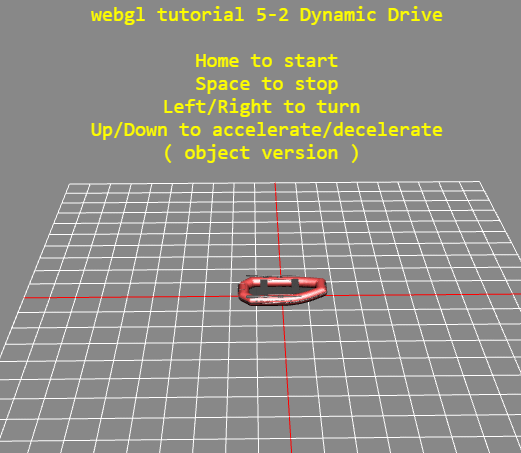 webgl tutorial 5-2 Dynamic Drive
Home to start
Space to stop
Left/Right to turn
Up/Down to accelerate/decelerate
( object version )